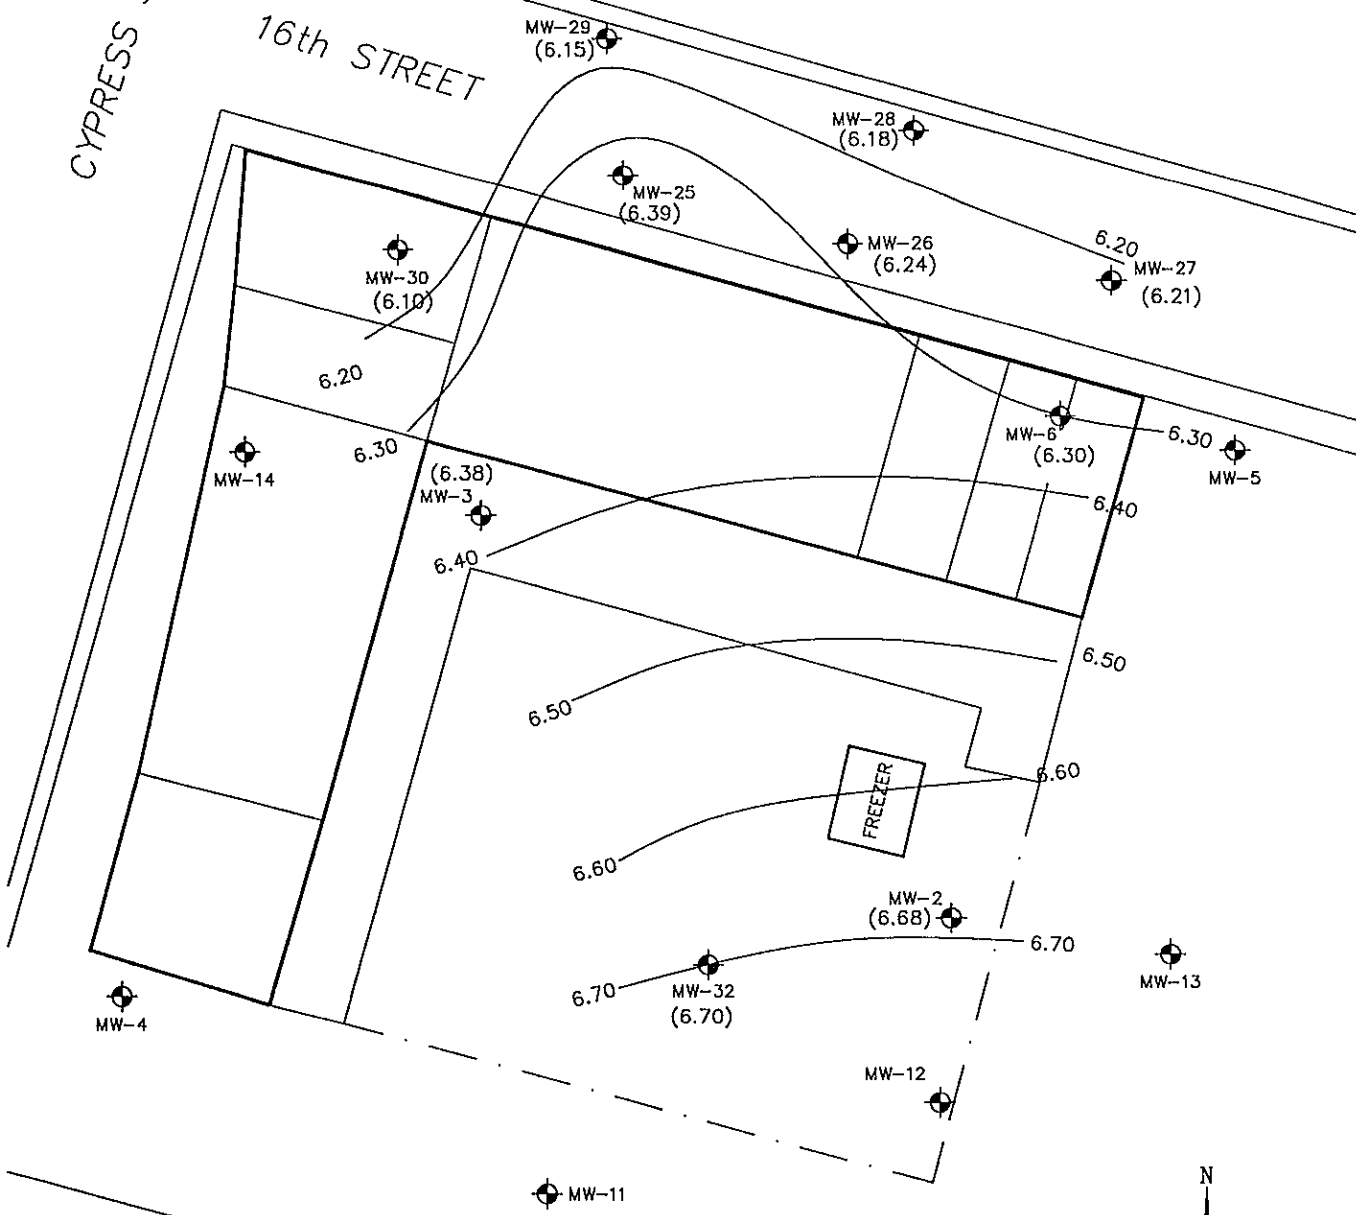 CYPRESS
16th STREET
MW-29
(6.15)
MW-28
(6.18)
MW-25
(6.39)
MW-26
(6.24)
6.20
MW-27
(6.21)
MW-30
(6.10)
6.20
6.30
MW-6
(6.30)
6.30
MW-5
MW-14
(6.38)
MW-3
6.40
6.40
6.50
6.50
6.60
FREEZER
6.60
MW-2
(6.68)
6.70
MW-13
6.70
MW-32
(6.70)
MW-4
MW-12
MW-11
N